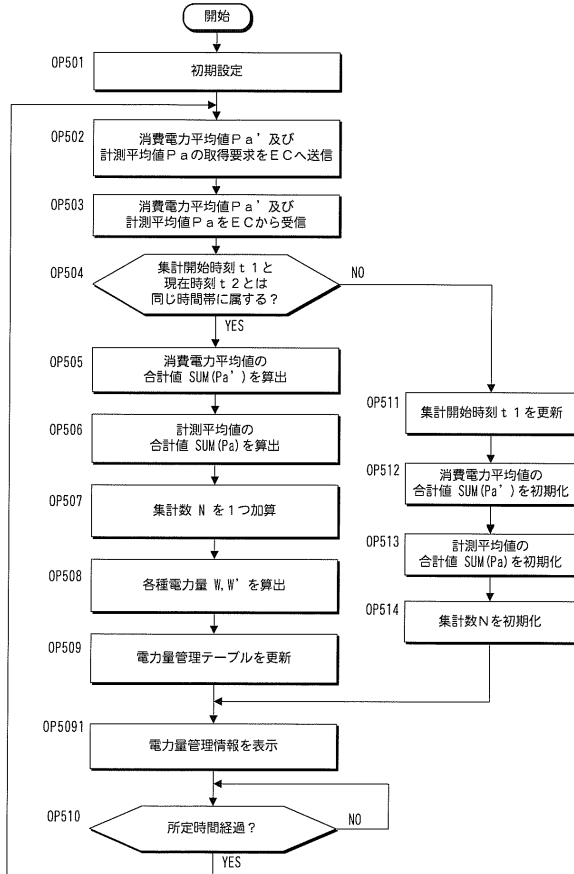 開始
OP501
初期設定
OP502
消費電力平均値Ｐａ’及び
計測平均値Ｐａの取得要求をＥＣへ送信
OP503
消費電力平均値Ｐａ’及び
計測平均値ＰａをＥＣから受信
OP504
集計開始時刻ｔ１と
現在時刻ｔ２とは
同じ時間帯に属する？
NO
YES
OP505
消費電力平均値の
合計値 SUM(Pa’)を算出
OP506
計測平均値の
合計値 SUM(Pa)を算出
OP507
集計数 N を１つ加算
OP508
各種電力量 W,W’を算出
OP509
電力量管理テーブルを更新
OP511
集計開始時刻ｔ１を更新
OP512
消費電力平均値の
合計値 SUM(Pa’)を初期化
OP513
計測平均値の
合計値 SUM(Pa)を初期化
OP514
集計数Ｎを初期化
OP5091
電力量管理情報を表示
OP510
所定時間経過？
NO
YES